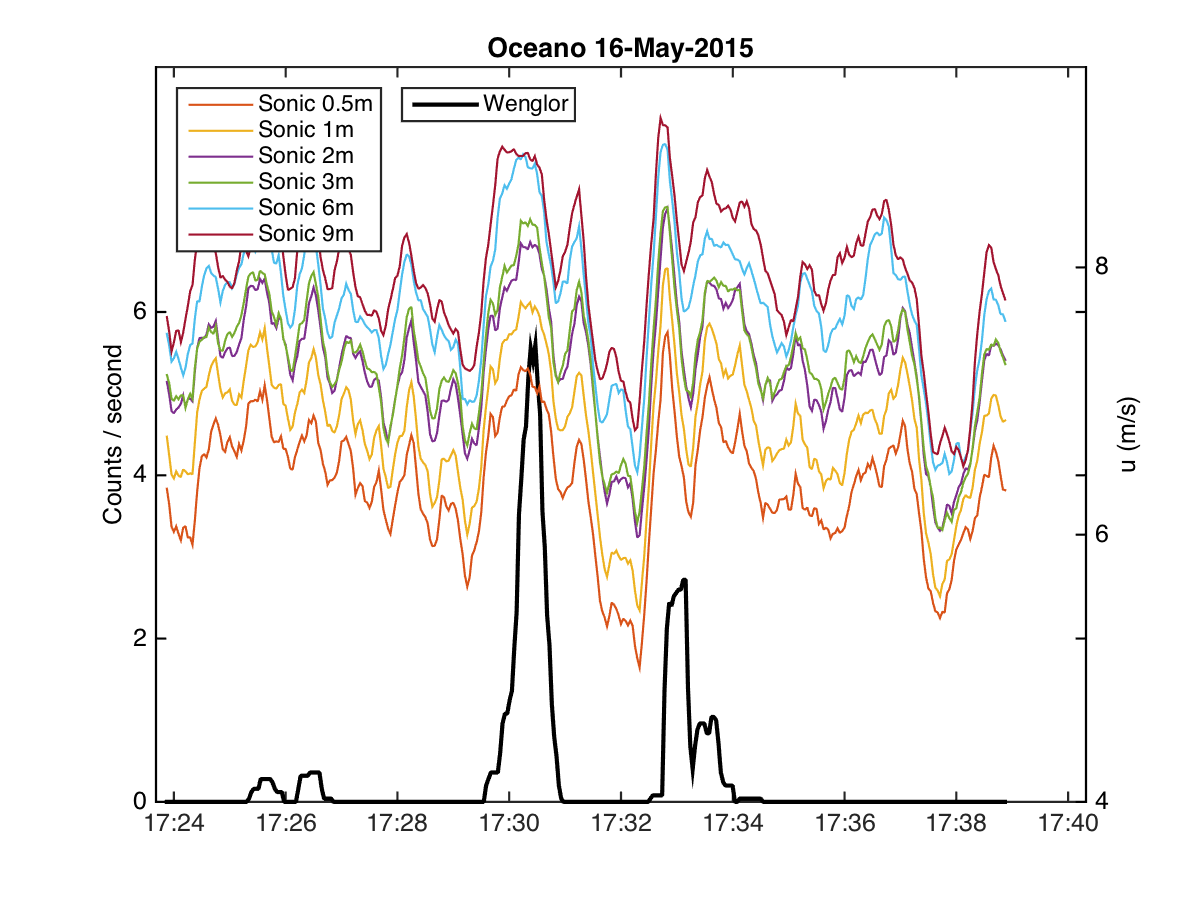 Oceano 16-May-2015
Sonic 0.5m
Sonic 1m
Sonic 2m
Sonic 3m
Sonic 6m
Sonic 9m
Wenglor
Counts / second
6
4
2
0
u (m/s)
8
6
4
17:24 17:26 17:28 17:30 17:32 17:34 17:36 17:38 17:40